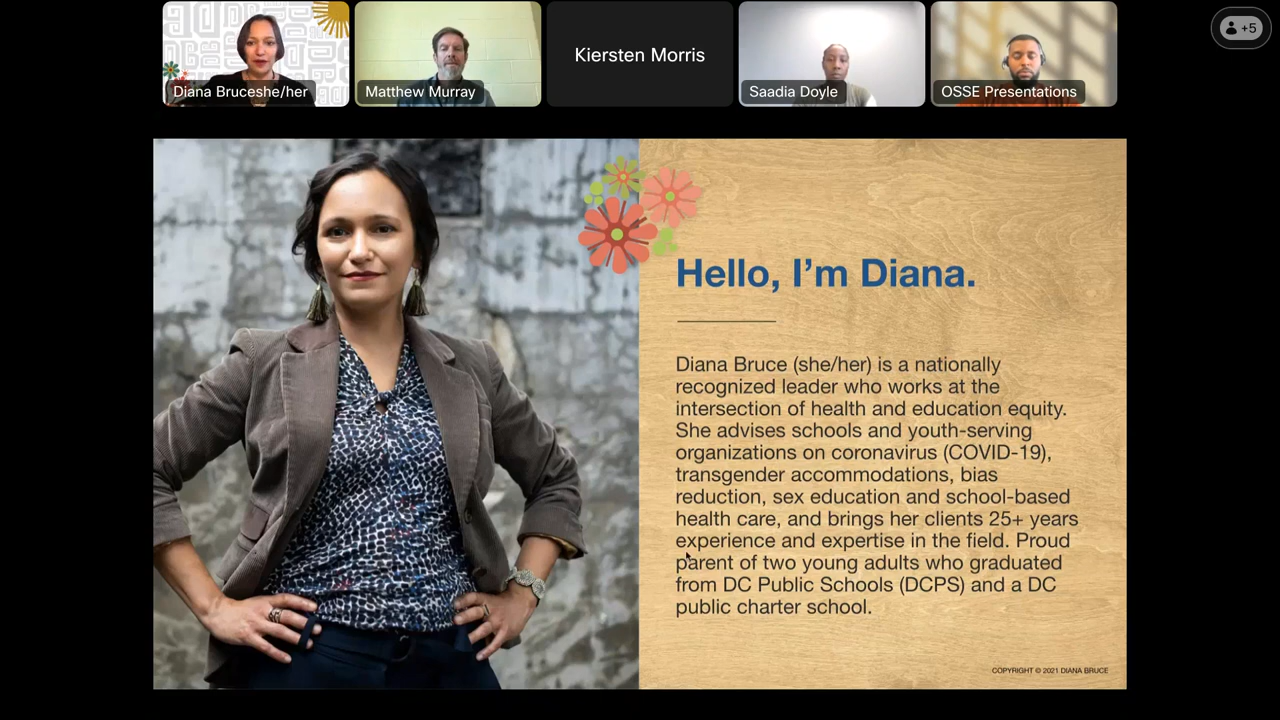 Diana Bruceshe/her
Matthew Murray
Kiersten Morris
Saadia Doyle
OSSE Presentations
+5
Hello, I’m Diana.
Diana Bruce (she/her) is a nationally
recognized leader who works at the
intersection of health and education equity.
She advises schools and youth-serving
organizations on coronavirus (COVID-19),
transgender accommodations, bias
reduction, sex education and school-based
health care, and brings her clients 25+ years
experience and expertise in the field. Proud
parent of two young adults who graduated
from DC Public Schools (DCPS) and a DC
public charter school.
COPYRIGHT © 2021 DIANA BRUCE